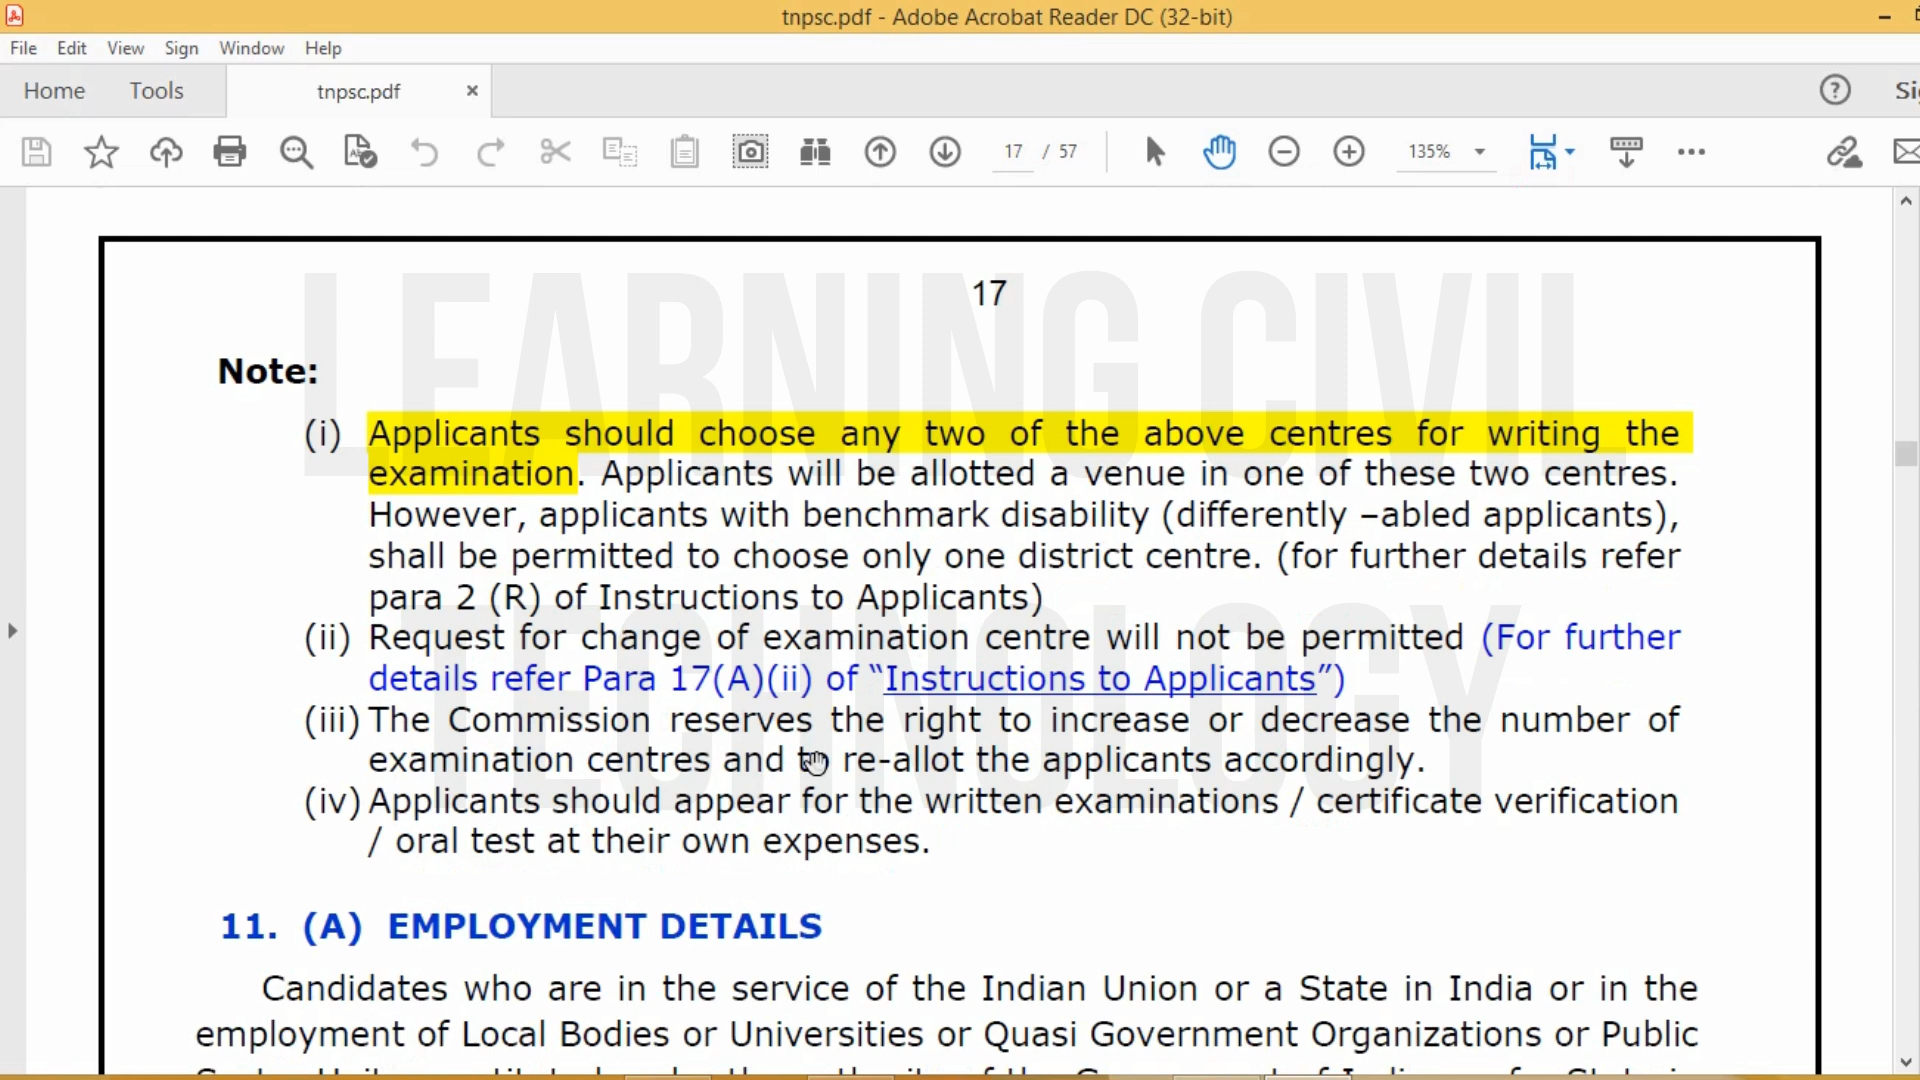 tnpsc.pdf - Adobe Acrobat Reader DC (32-bit)
File Edit View Sign Window Help
Home Tools tnpsc.pdf
17 / 57 135%
LEARNING CIVIL
TECHNOLOGY
17
Note:
(i) Applicants should choose any two of the above centres for writing the
examination. Applicants will be allotted a venue in one of these two centres.
However, applicants with benchmark disability (differently –abled applicants),
shall be permitted to choose only one district centre. (for further details refer
para 2 (R) of Instructions to Applicants)
(ii) Request for change of examination centre will not be permitted (For further
details refer Para 17(A)(ii) of “Instructions to Applicants”)
(iii) The Commission reserves the right to increase or decrease the number of
examination centres and to re-allot the applicants accordingly.
(iv) Applicants should appear for the written examinations / certificate verification
/ oral test at their own expenses.
11. (A) EMPLOYMENT DETAILS
Candidates who are in the service of the Indian Union or a State in India or in the
employment of Local Bodies or Universities or Quasi Government Organizations or Public